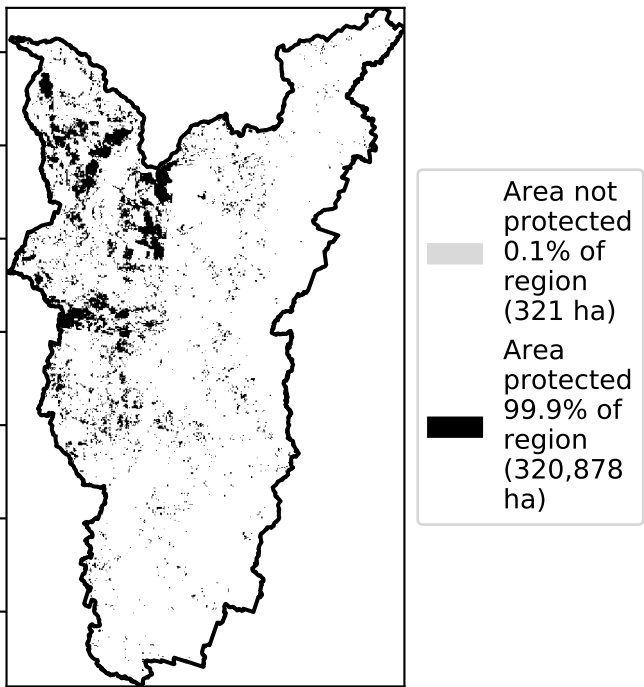 Area not
protected
0.1% of
region
(321 ha)
Area
protected
99.9% of
region
(320,878
ha)